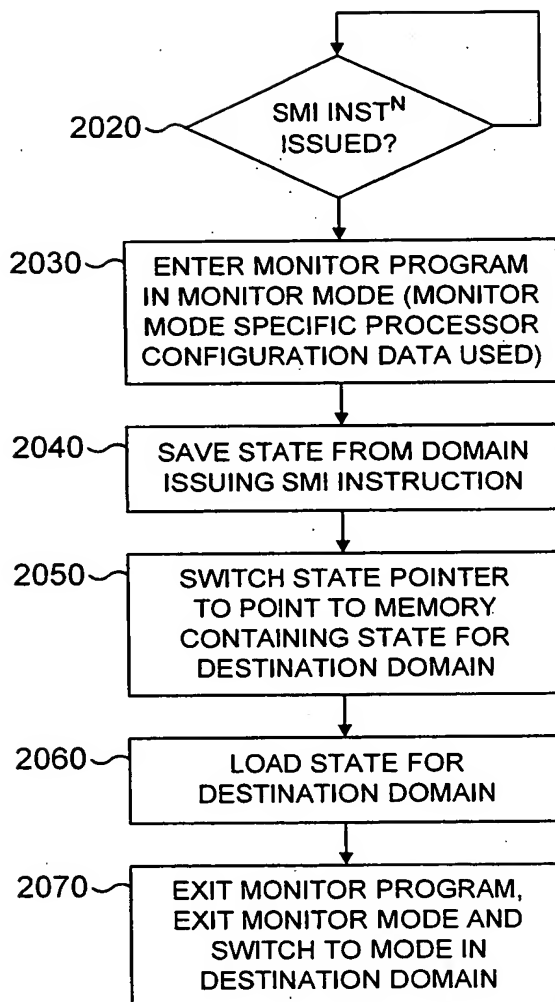 2020
SMI INSTᴺ
ISSUED?
2030
ENTER MONITOR PROGRAM
IN MONITOR MODE (MONITOR
MODE SPECIFIC PROCESSOR
CONFIGURATION DATA USED)
2040
SAVE STATE FROM DOMAIN
ISSUING SMI INSTRUCTION
2050
SWITCH STATE POINTER
TO POINT TO MEMORY
CONTAINING STATE FOR
DESTINATION DOMAIN
2060
LOAD STATE FOR
DESTINATION DOMAIN
2070
EXIT MONITOR PROGRAM,
EXIT MONITOR MODE AND
SWITCH TO MODE IN
DESTINATION DOMAIN